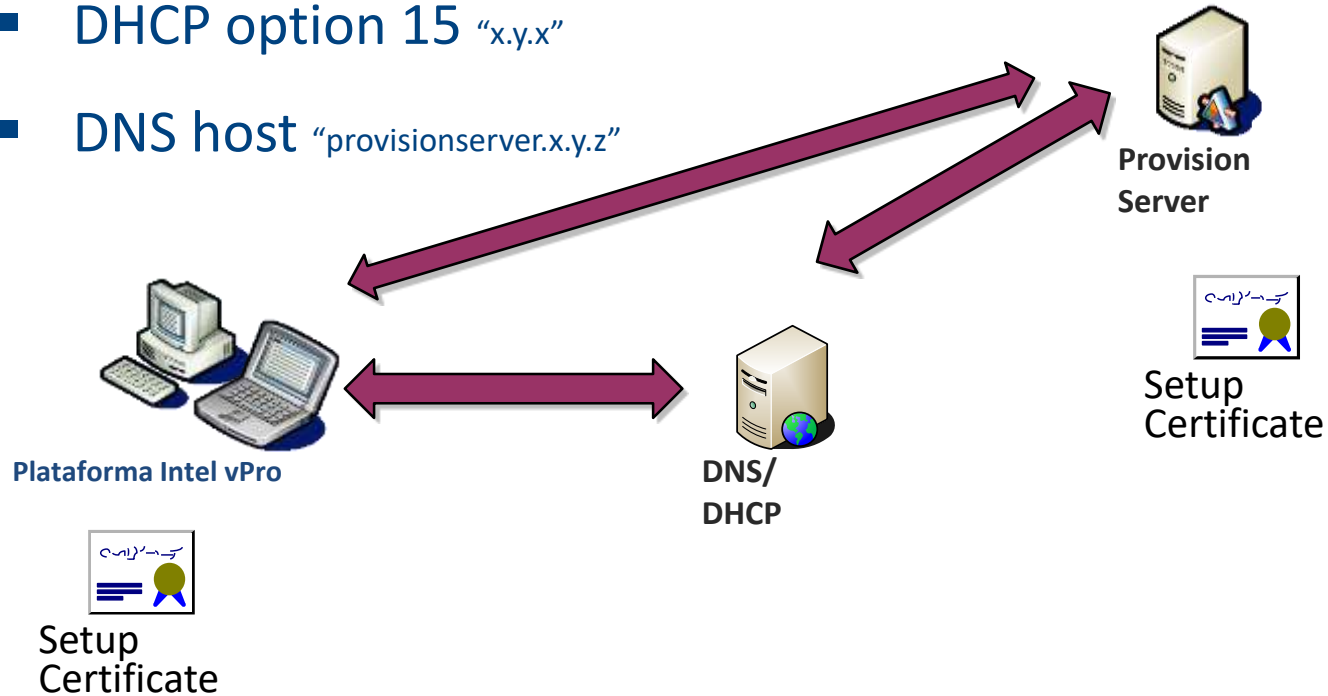 ▪ DHCP option 15 “x.y.x”
▪ DNS host “provisionserver.x.y.z”
Provision
Server
Setup
Certificate
Plataforma Intel vPro
DNS/
DHCP
Setup
Certificate